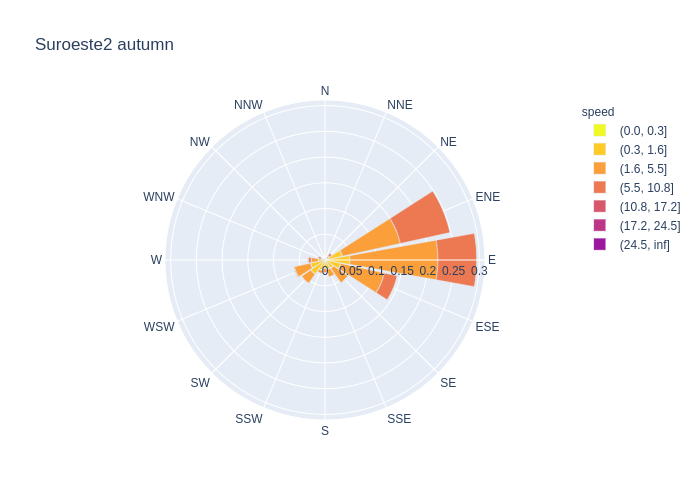 Suroeste2 autumn
N
NNE
NE
ENE
E
ESE
SE
SSE
S
SSW
SW
WSW
W
WNW
NW
NNW
0 0.05 0.1 0.15 0.2 0.25 0.3
speed
(0.0, 0.3]
(0.3, 1.6]
(1.6, 5.5]
(5.5, 10.8]
(10.8, 17.2]
(17.2, 24.5]
(24.5, inf]